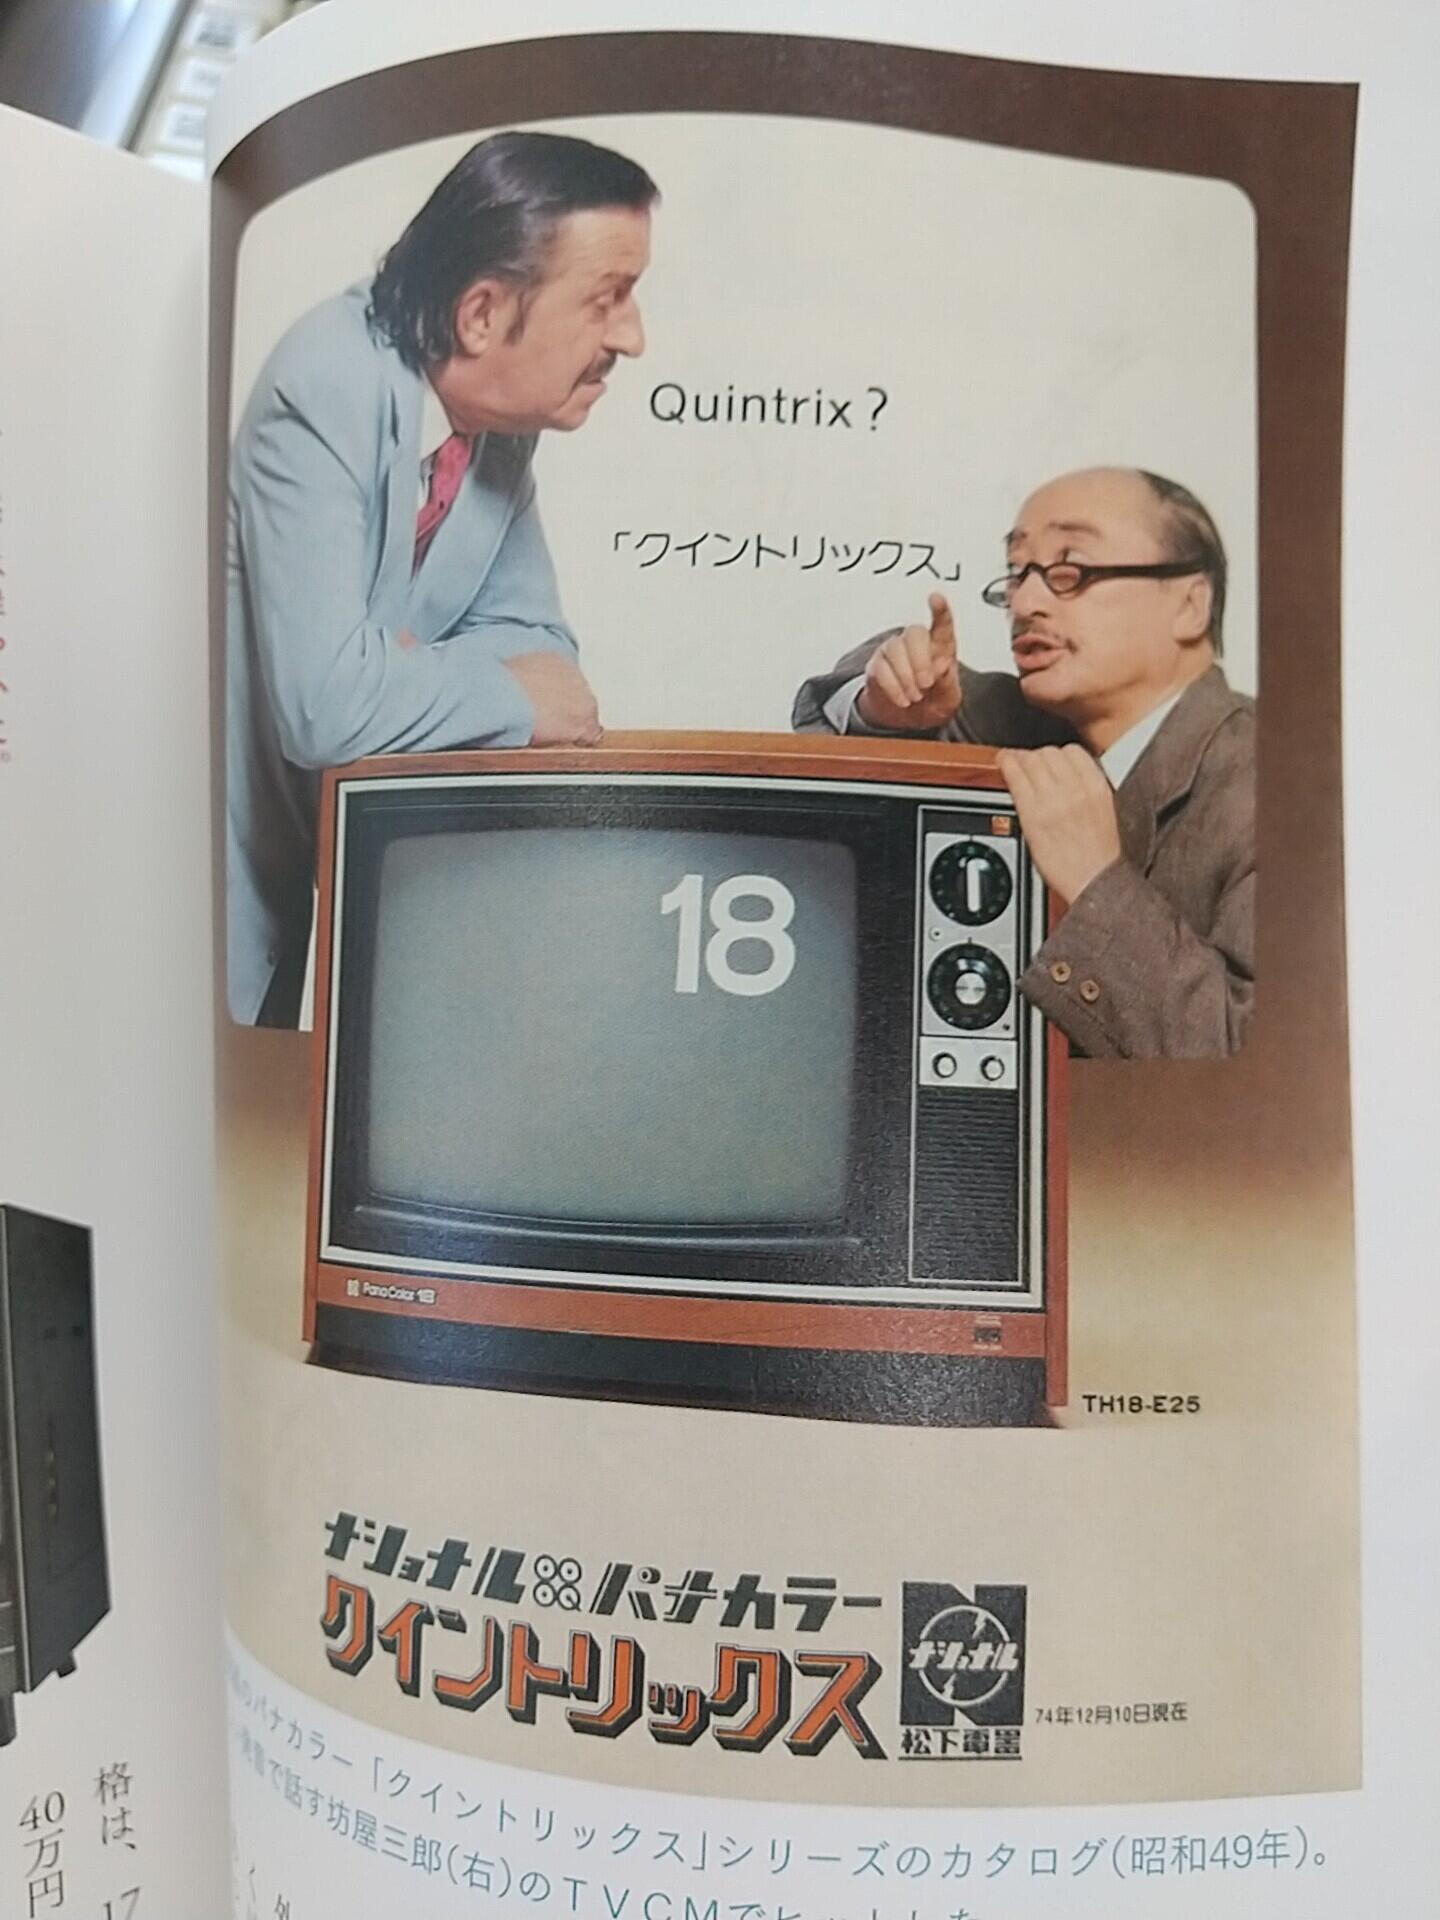 Quintrix?
「クイントリックス」
18
PanaColor 18
TH18-E25
ナショナル パナカラー
クイントリックス
ナショナル
松下電器
74年12月10日現在
のパナカラー「クイントリックス」シリーズのカタログ(昭和49年)。
で話す坊屋三郎(右)のTVCMでヒットした
格は、17
40万円
外
く